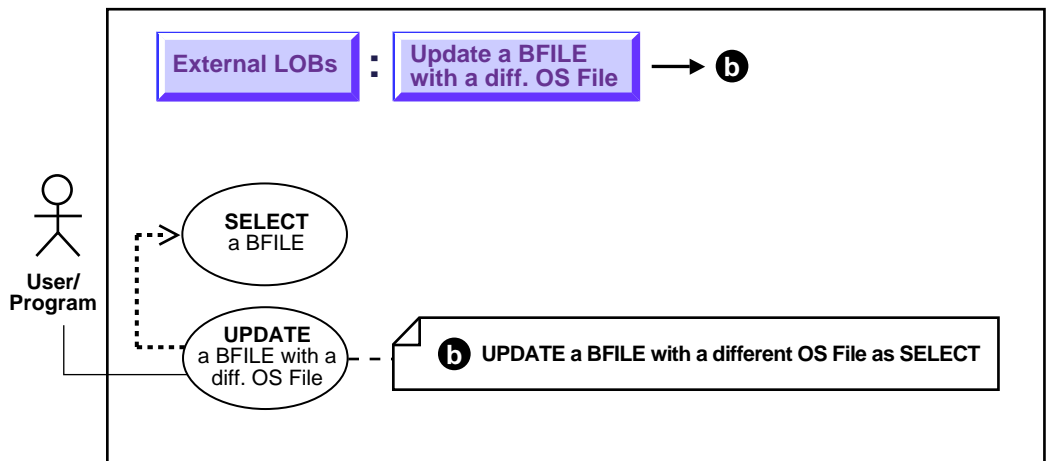 External LOBs : Update a BFILE
with a diff. OS File b
SELECT
a BFILE
User/
Program
UPDATE
a BFILE with a
diff. OS File
b UPDATE a BFILE with a different OS File as SELECT